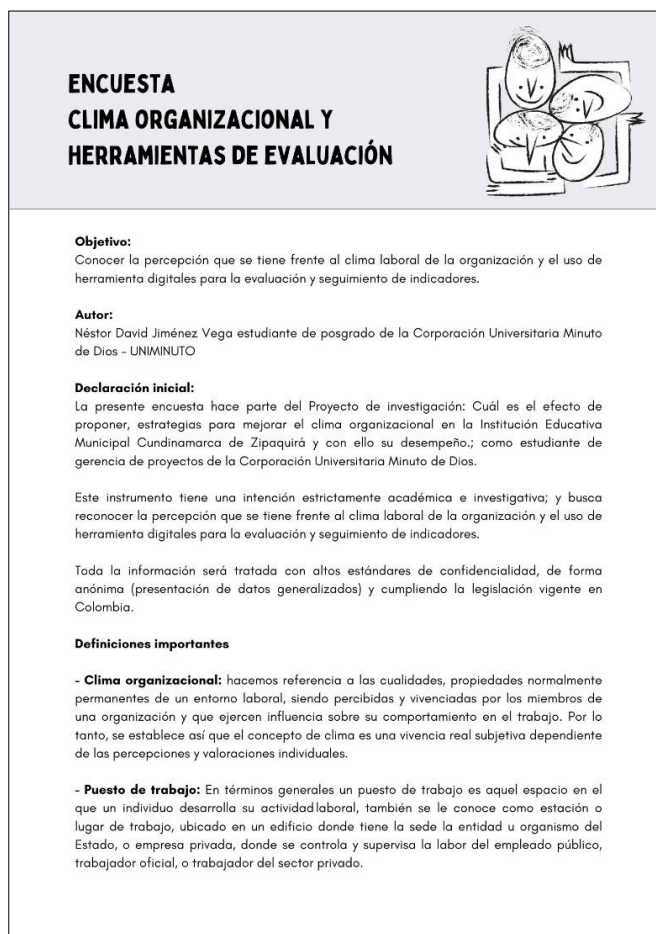 ENCUESTA
CLIMA ORGANIZACIONAL Y
HERRAMIENTAS DE EVALUACIÓN
Objetivo:
Conocer la percepción que se tiene frente al clima laboral de la organización y el uso de
herramienta digitales para la evaluación y seguimiento de indicadores.
Autor:
Néstor David Jiménez Vega estudiante de posgrado de la Corporación Universitaria Minuto
de Dios - UNIMINUTO
Declaración inicial:
La presente encuesta hace parte del Proyecto de investigación: Cuál es el efecto de
proponer, estrategias para mejorar el clima organizacional en la Institución Educativa
Municipal Cundinamarca de Zipaquirá y con ello su desempeño.; como estudiante de
gerencia de proyectos de la Corporación Universitaria Minuto de Dios.
Este instrumento tiene una intención estrictamente académica e investigativa; y busca
reconocer la percepción que se tiene frente al clima laboral de la organización y el uso de
herramienta digitales para la evaluación y seguimiento de indicadores.
Toda la información será tratada con altos estándares de confidencialidad, de forma
anónima (presentación de datos generalizados) y cumpliendo la legislación vigente en
Colombia.
Definiciones importantes
- Clima organizacional: hacemos referencia a las cualidades, propiedades normalmente
permanentes de un entorno laboral, siendo percibidas y vivenciadas por los miembros de
una organización y que ejercen influencia sobre su comportamiento en el trabajo. Por lo
tanto, se establece así que el concepto de clima es una vivencia real subjetiva dependiente
de las percepciones y valoraciones individuales.
- Puesto de trabajo: En términos generales un puesto de trabajo es aquel espacio en el
que un individuo desarrolla su actividad laboral, también se le conoce como estación o
lugar de trabajo, ubicado en un edificio donde tiene la sede la entidad u organismo del
Estado, o empresa privada, donde se controla y supervisa la labor del empleado público,
trabajador oficial, o trabajador del sector privado.